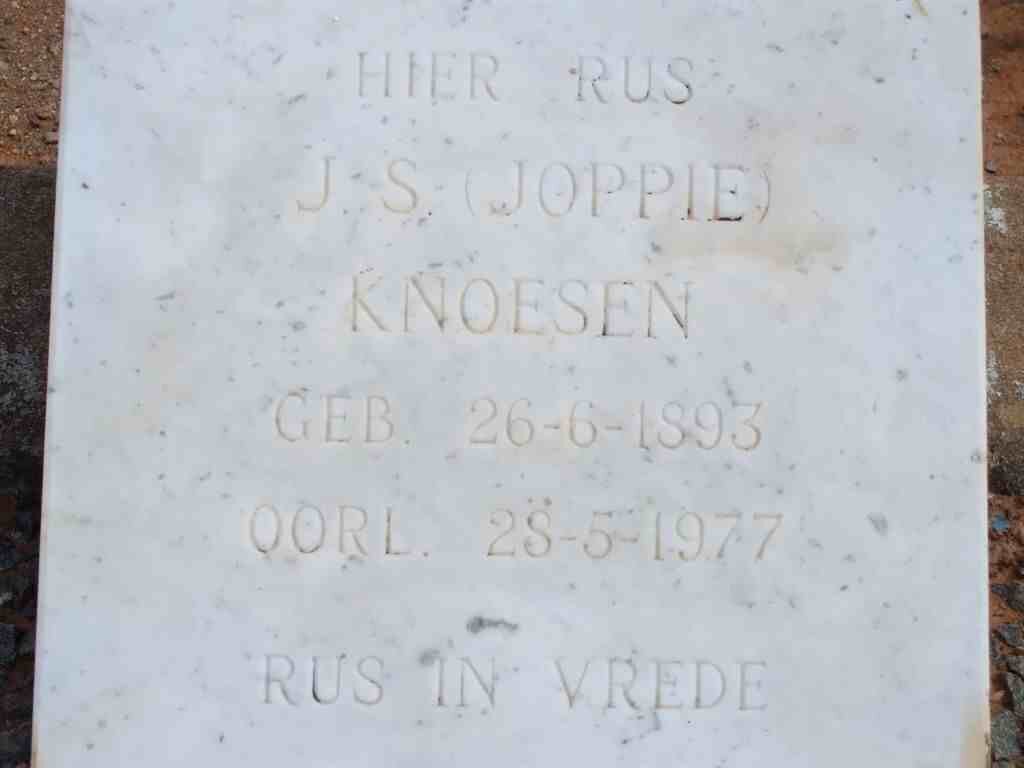 HIER RUS
J. S. (JOPPIE)
KNOESEN
GEB. 26-6-1893
OORL. 28-5-1977
RUS IN VREDE